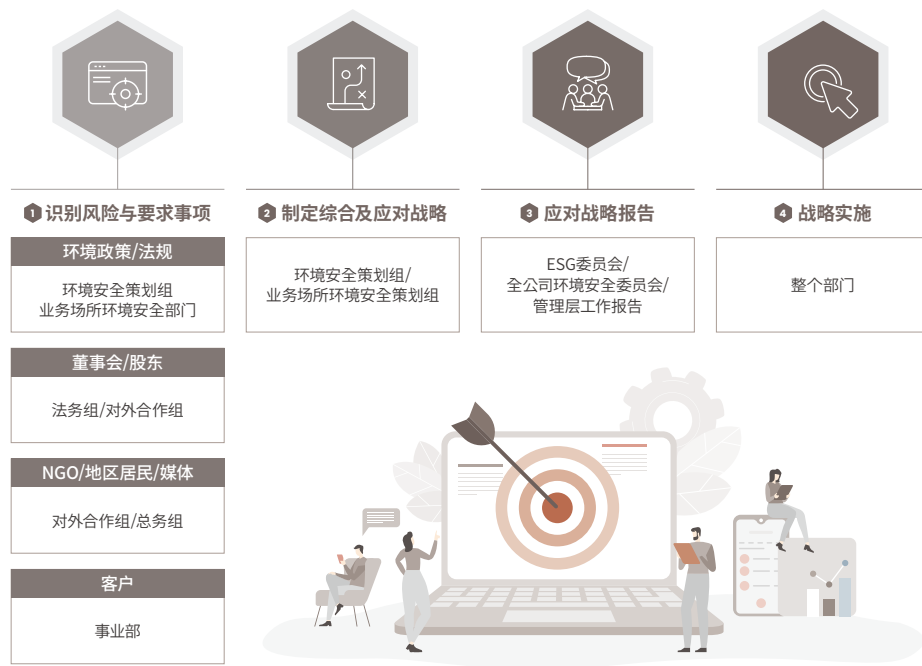 1 识别风险与要求事项
环境政策/法规
环境安全策划组
业务场所环境安全部门
董事会/股东
法务组/对外合作组
NGO/地区居民/媒体
对外合作组/总务组
客户
事业部
2 制定综合及应对战略
环境安全策划组/
业务场所环境安全策划组
3 应对战略报告
ESG委员会/
全公司环境安全委员会/
管理层工作报告
4 战略实施
整个部门